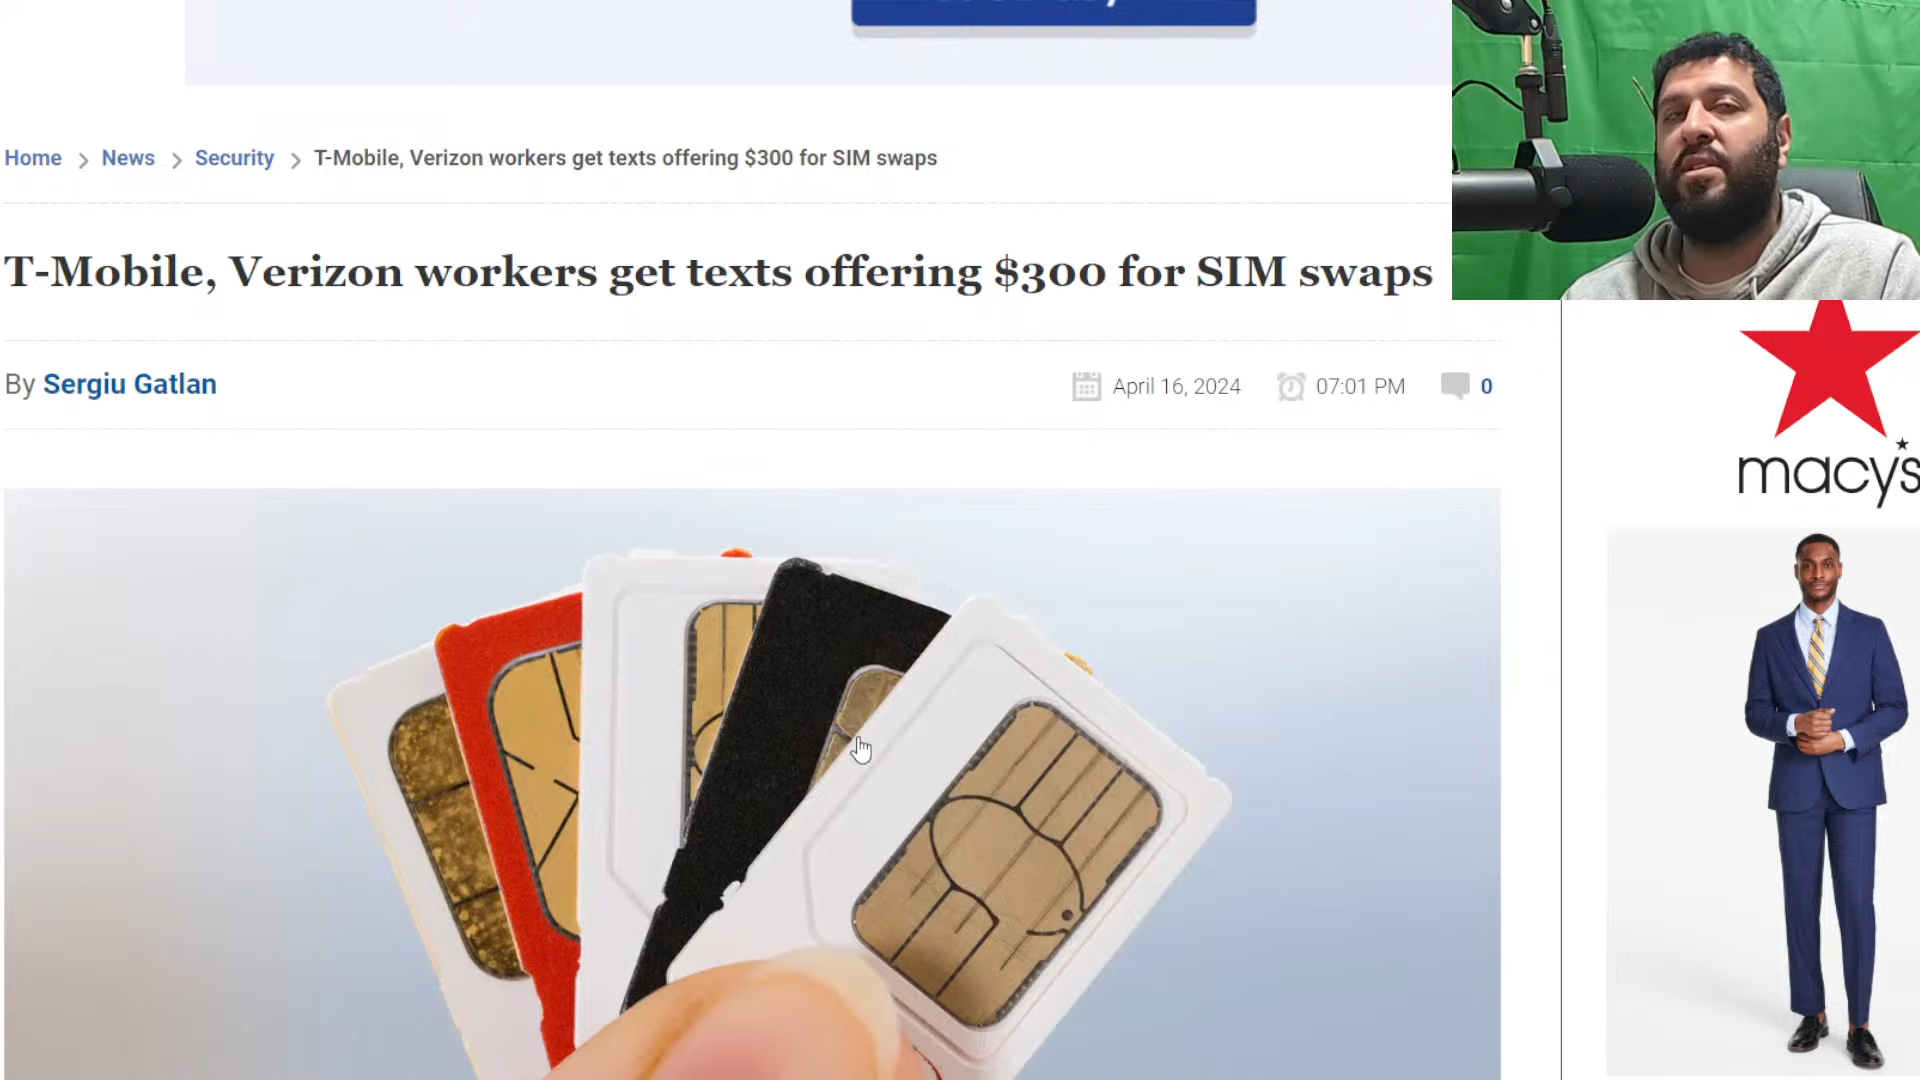 Home > News > Security > T-Mobile, Verizon workers get texts offering $300 for SIM swaps
T-Mobile, Verizon workers get texts offering $300 for SIM swaps
By Sergiu Gatlan
April 16, 2024 07:01 PM 0
macy's